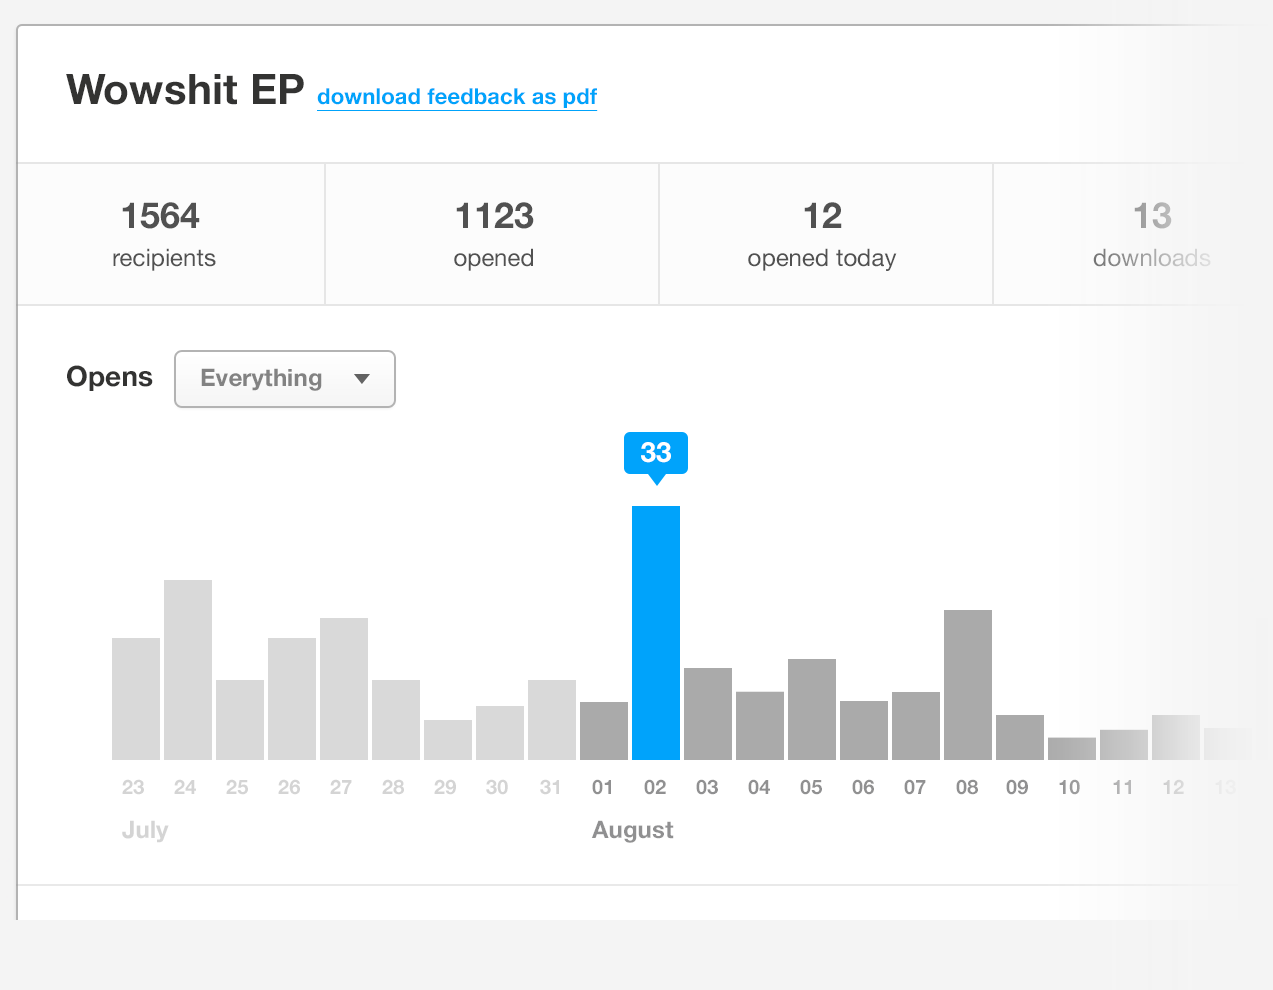 Wowshit EP download feedback as pdf
1564 1123 12 13
recipients opened opened today downloads
Opens Everything
33
23 24 25 26 27 28 29 30 31 01 02 03 04 05 06 07 08 09 10 11 12 13
July August